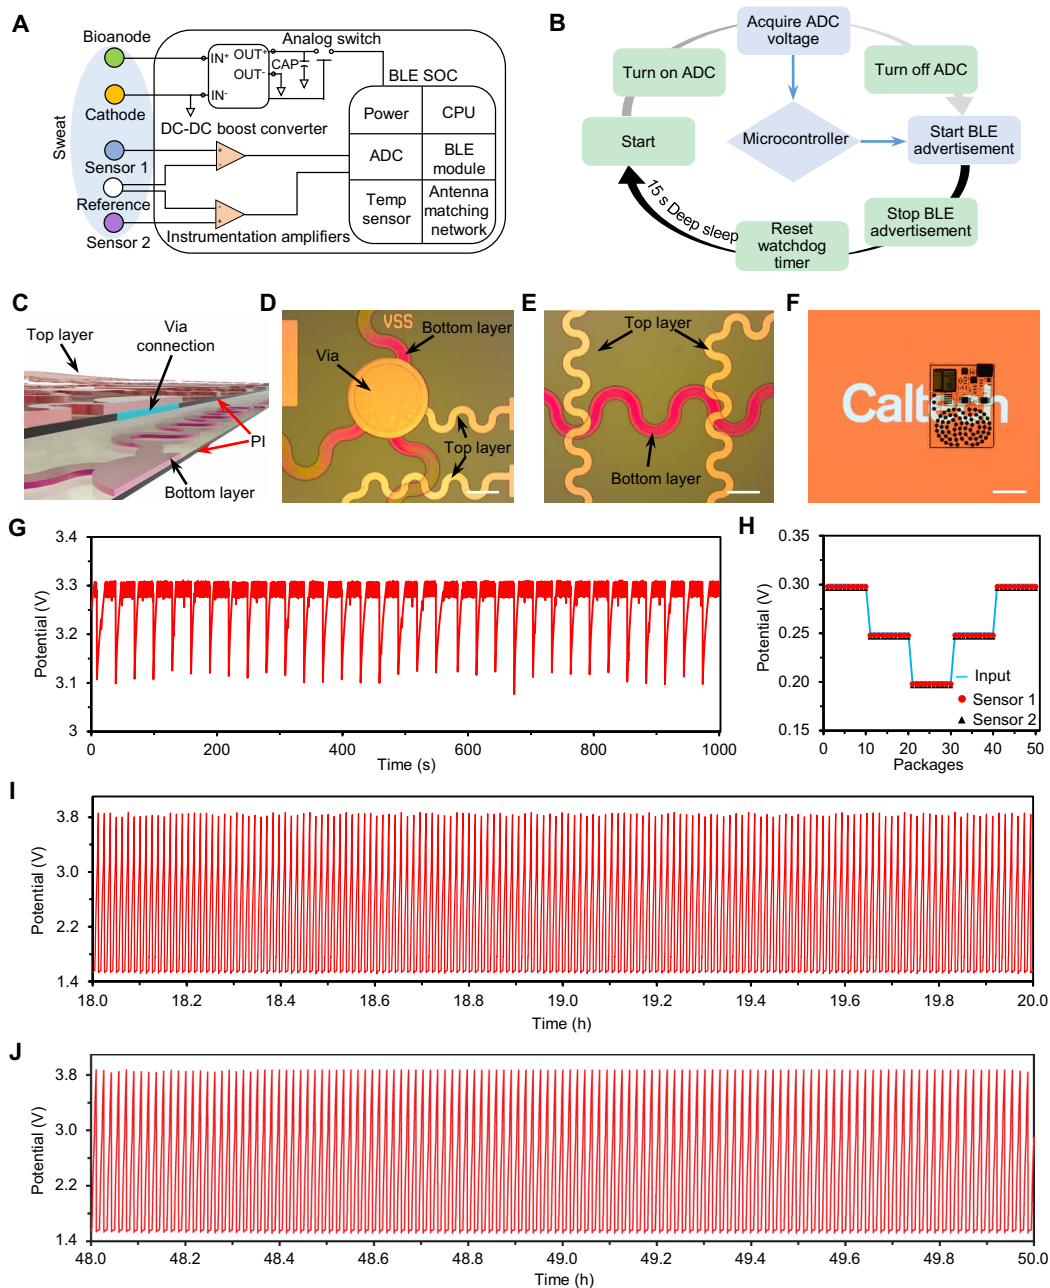 A
Bioanode
Cathode
Sweat
Sensor 1
Reference
Sensor 2
IN+
IN-
OUT+
OUT-
CAP
Analog switch
DC-DC boost converter
BLE SOC
Power
CPU
ADC
BLE
module
Temp
sensor
Antenna
matching
network
Instrumentation amplifiers
B
Acquire ADC
voltage
Turn on ADC
Turn off ADC
Start
Microcontroller
Start BLE
advertisement
15 s Deep sleep
Reset
watchdog
timer
Stop BLE
advertisement
C
Top layer
Via
connection
PI
Bottom layer
D
VSS
Bottom layer
Via
Top layer
E
Top layer
Bottom layer
F
Caltech
G
Potential (V)
3.4
3.3
3.2
3.1
3
0
200
400
600
800
1000
Time (s)
H
Potential (V)
0.35
0.30
0.25
0.20
0.15
Input
Sensor 1
Sensor 2
0
10
20
30
40
50
Packages
I
Potential (V)
3.8
3.0
2.2
1.4
18.0
18.2
18.4
18.6
18.8
19.0
19.2
19.4
19.6
19.8
20.0
Time (h)
J
Potential (V)
3.8
3.0
2.2
1.4
48.0
48.2
48.4
48.6
48.8
49.0
49.2
49.4
49.6
49.8
50.0
Time (h)